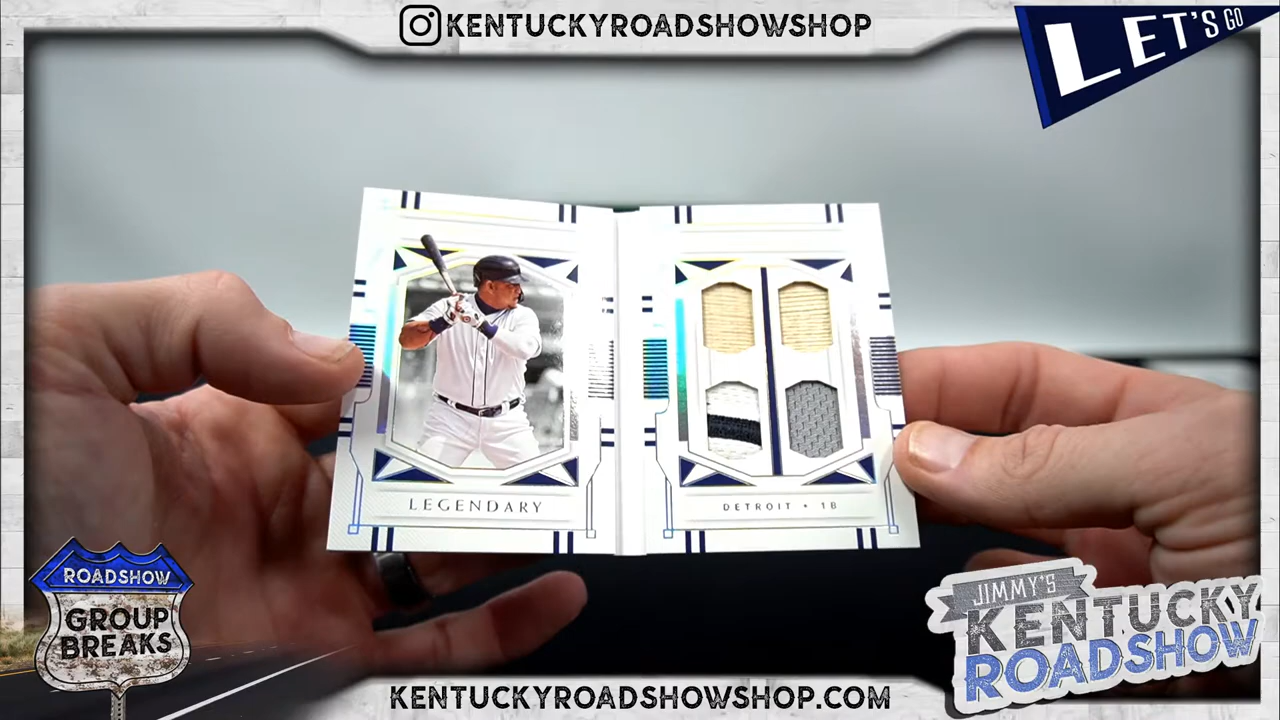 KENTUCKYROADSHOWSHOP
LET'S GO
LEGENDARY
DETROIT • 1B
ROADSHOW
GROUP
BREAKS
JIMMY'S
KENTUCKY
ROADSHOW
KENTUCKYROADSHOWSHOP.COM